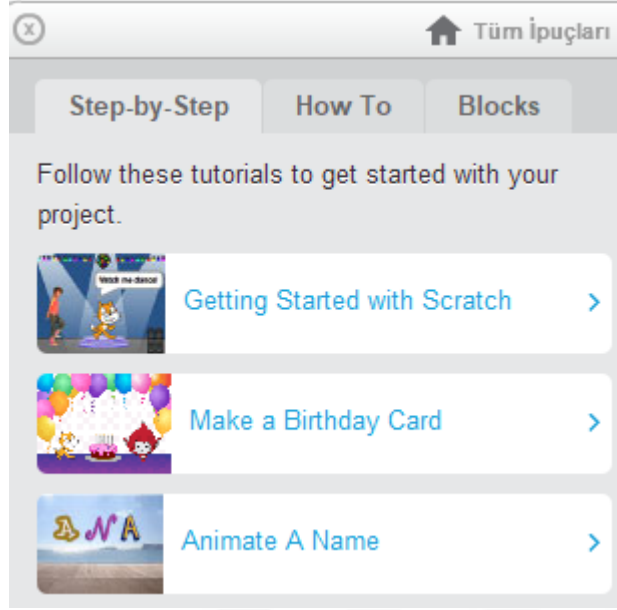 Tüm İpuçları
Step-by-Step How To Blocks
Follow these tutorials to get started with your
project.
Watch me dance!
Getting Started with Scratch
Make a Birthday Card
ANA
Animate A Name